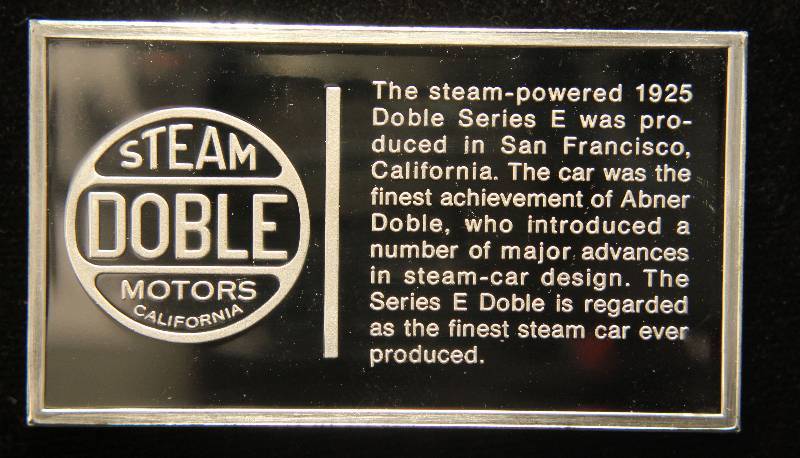 STEAM
DOBLE
MOTORS
CALIFORNIA
The steam-powered 1925
Doble Series E was pro-
duced in San Francisco,
California. The car was the
finest achievement of Abner
Doble, who introduced a
number of major advances
in steam-car design. The
Series E Doble is regarded
as the finest steam car ever
produced.